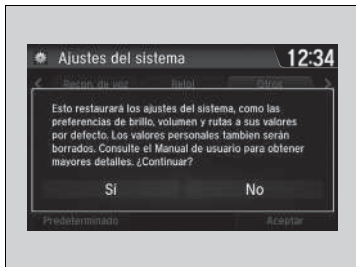 Ajustes del sistema
12:34
Recon. de voz
Reloj
Otros
Esto restaurará los ajustes del sistema, como las
preferencias de brillo, volumen y rutas a sus valores
por defecto. Los valores personales tambien serán
borrados. Consulte el Manual de usuario para obtener
mayores detalles. ¿Continuar?
Sí
No
Predeterminado
Aceptar